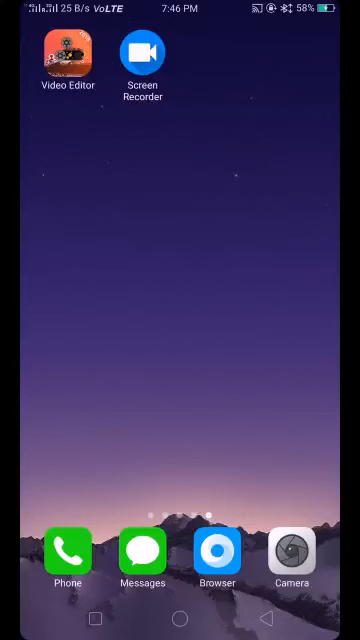 25 B/s VoLTE 7:46 PM 58%
Video Editor
Screen
Recorder
Phone
Messages
Browser
Camera